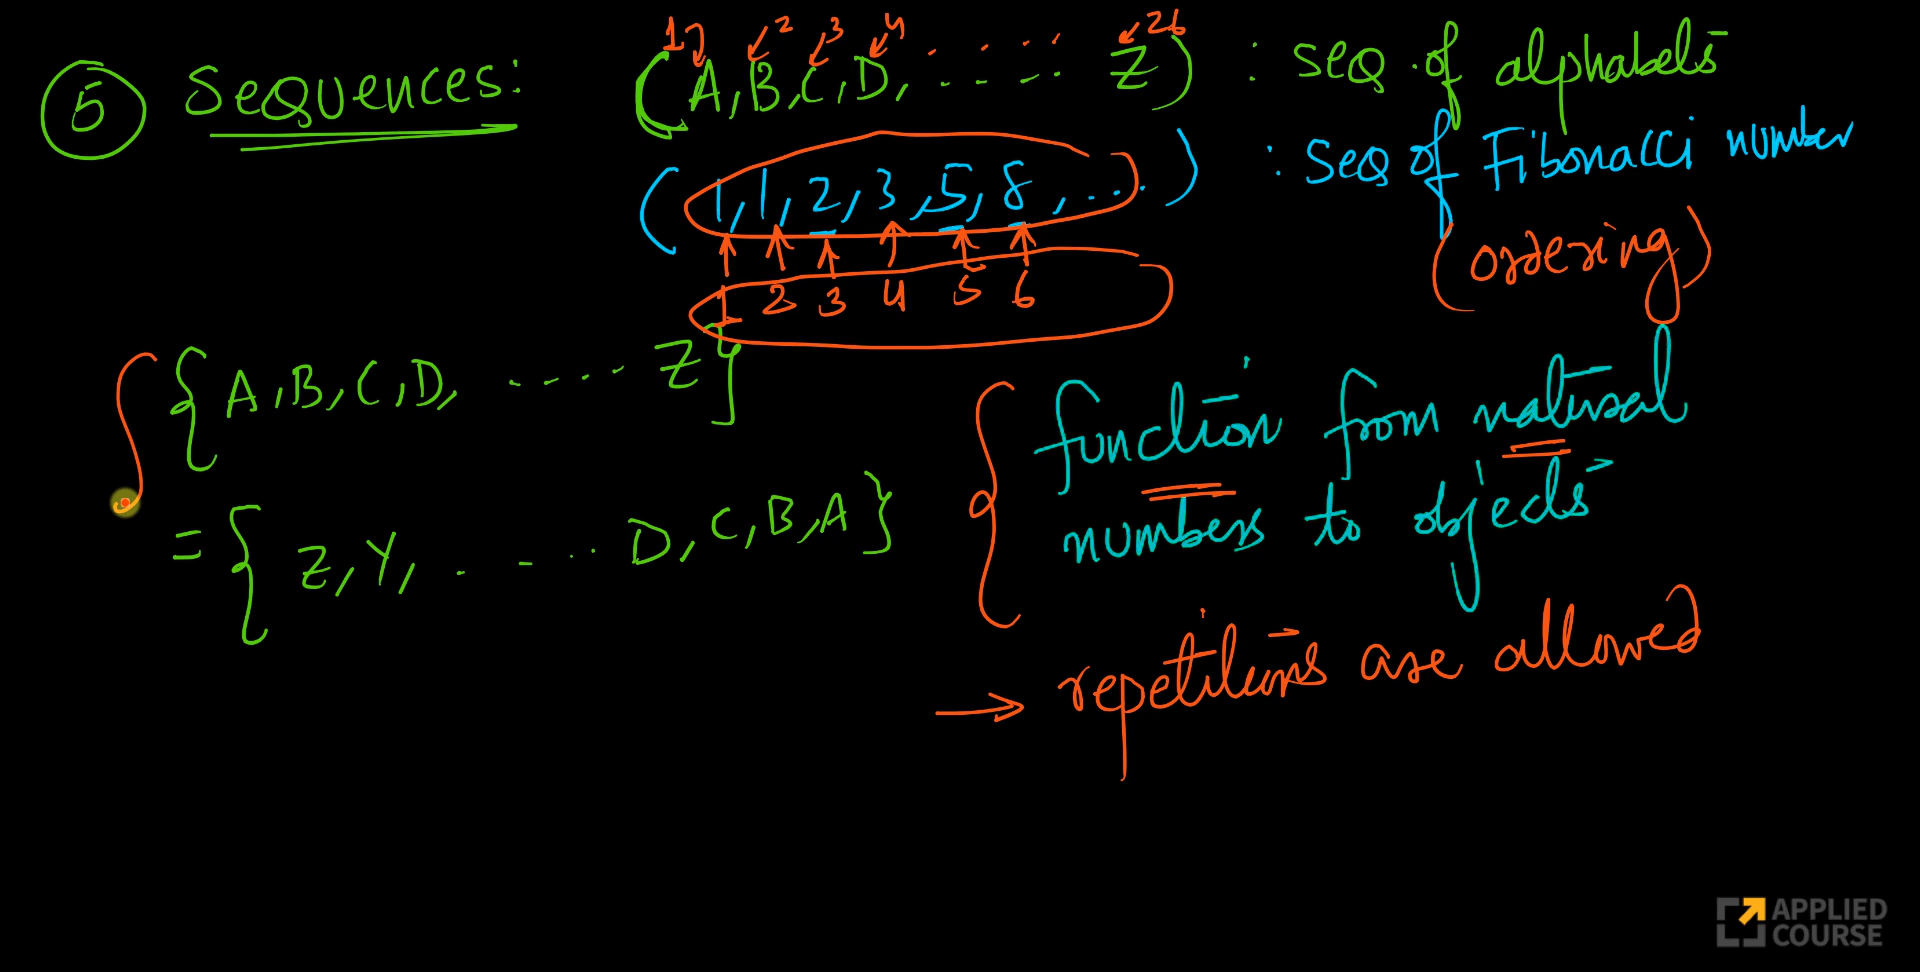 1 2 3 4 26
5 Sequences: (A, B, C, D, ..... Z) : seq. of alphabets
(1, 1, 2, 3, 5, 8, ...) : seq of Fibonacci number
1 2 3 4 5 6 (ordering)
{A, B, C, D, ..... Z}
= {Z, Y, ..... D, C, B, A}
{ function from natural
numbers to objects
→ repetitions are allowed
APPLIED
COURSE